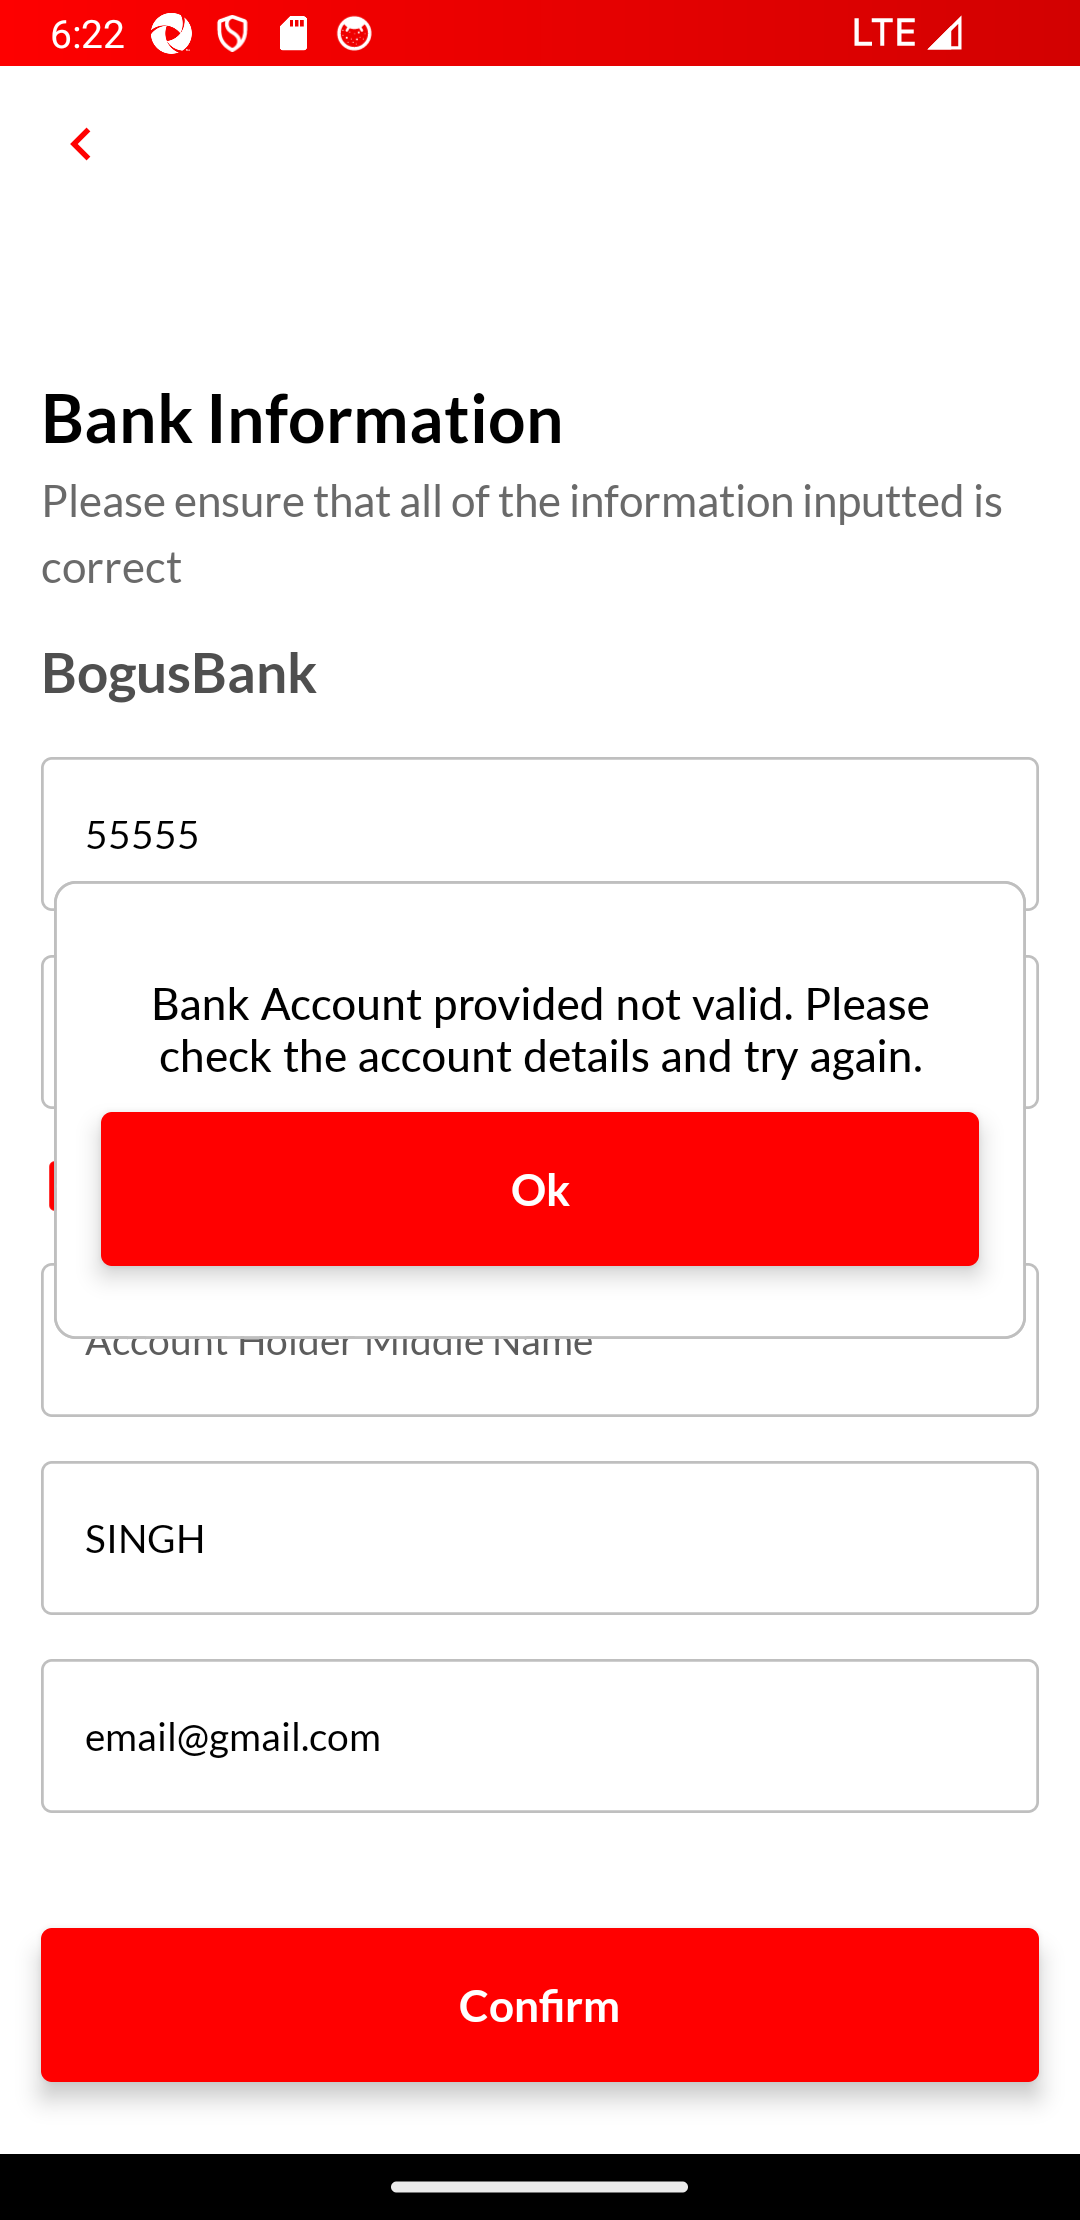 6:22
LTE
Bank Information
Please ensure that all of the information inputted is
correct
BogusBank
55555
Bank Account provided not valid. Please
check the account details and try again.
Ok
Account Holder Middle Name
SINGH
email@gmail.com
Confirm